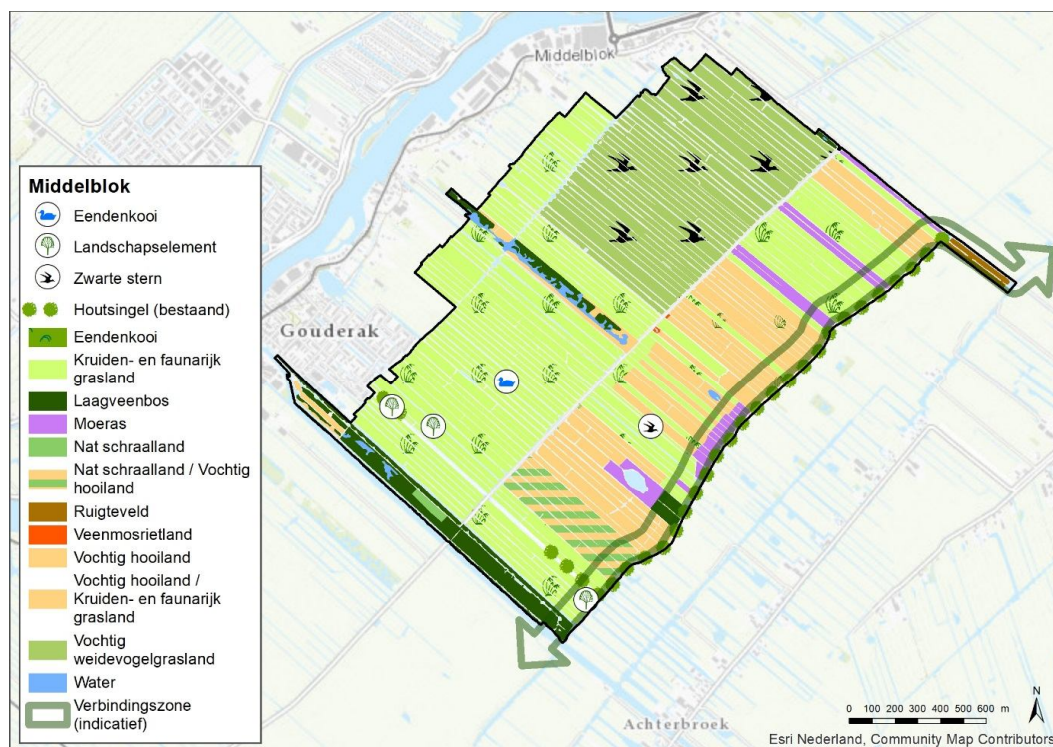 Middelblok
Middelblok
Eendenkooi
Landschapselement
Zwarte stern
Houtsingel (bestaand)
Eendenkooi
Kruiden- en faunarijk
grasland
Laagveenbos
Moeras
Nat schraalland
Nat schraalland / Vochtig
hooiland
Ruigteveld
Veenmosrietland
Vochtig hooiland
Vochtig hooiland /
Kruiden- en faunarijk
grasland
Vochtig
weidevogelgrasland
Water
Verbindingszone
(indicatief)
Gouderak
Achterbroek
0 100 200 300 400 500 600 m
N
Esri Nederland, Community Map Contributors